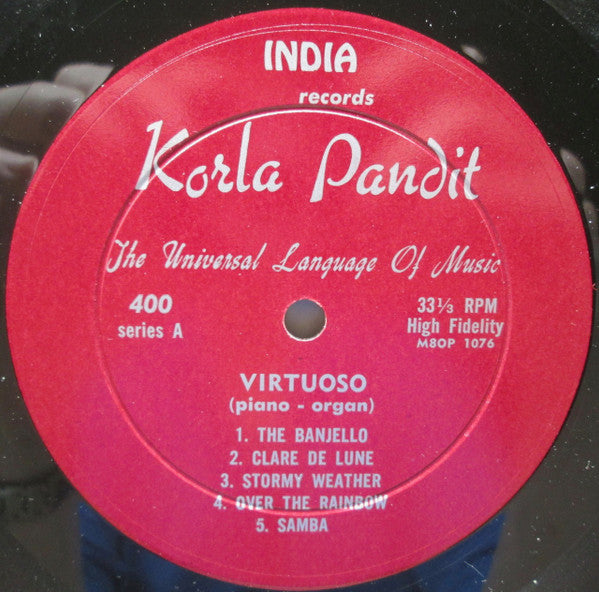 INDIA
records
Korla Pandit
The Universal Language Of Music
400
series A
33⅓ RPM
High Fidelity
M8OP 1076
VIRTUOSO
(piano - organ)
1. THE BANJELLO
2. CLARE DE LUNE
3. STORMY WEATHER
4. OVER THE RAINBOW
5. SAMBA